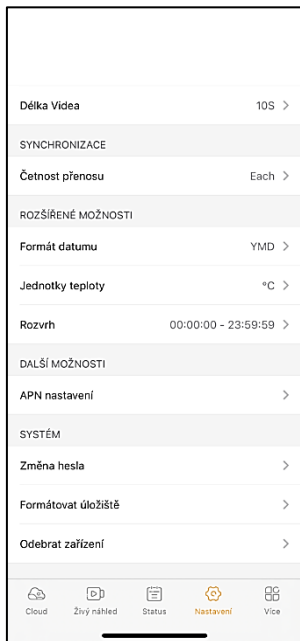 Délka Videa 10S
SYNCHRONIZACE
Četnost přenosu Each
ROZŠÍŘENÉ MOŽNOSTI
Formát datumu YMD
Jednotky teploty °C
Rozvrh 00:00:00 - 23:59:59
DALŠÍ MOŽNOSTI
APN nastavení
SYSTÉM
Změna hesla
Formátovat úložiště
Odebrat zařízení
Cloud Živý náhled Status Nastavení Více